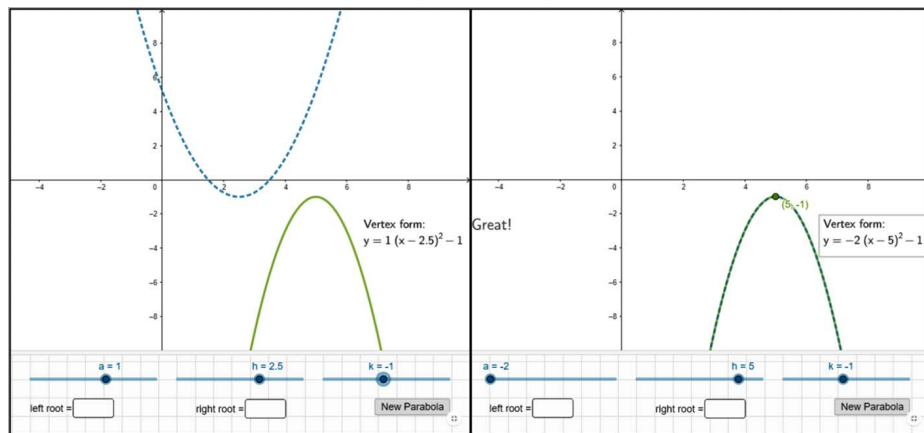 8
6
4
2
-4
-2
0
2
4
6
8
-2
-4
-6
-8
Vertex form:
y = 1 (x − 2.5)² − 1
a = 1
h = 2.5
k = -1
left root =
right root =
New Parabola
8
6
4
2
-4
-2
0
2
4
6
8
-2
-4
-6
-8
Great!
(5, -1)
Vertex form:
y = −2 (x − 5)² − 1
a = -2
h = 5
k = -1
left root =
right root =
New Parabola